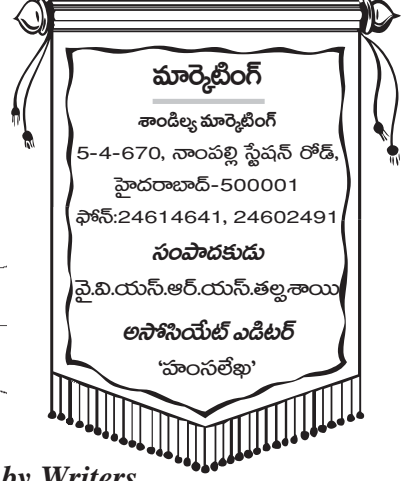 మార్కెటింగ్
శాండిల్య మార్కెటింగ్
5-4-670, నాంపల్లి స్టేషన్ రోడ్,
హైదరాబాద్-500001
ఫోన్:24614641, 24602491
సంపాదకుడు
వై.వి.యస్.ఆర్.యస్.తల్పశాయి
అసోసియేట్ ఎడిటర్
'హంసలేఖ'
by Writers